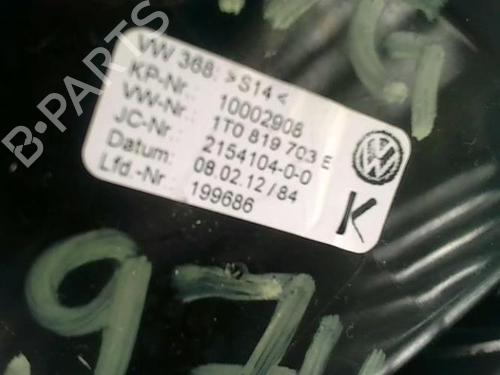 VW 368 >S14<
KP-Nr. 10002908
VW-Nr. 1T0 819 703 E
JC-Nr. 2154104-0-0
Datum: 08.02.12/84
Lfd.-Nr 199686
K
97
B-PARTS